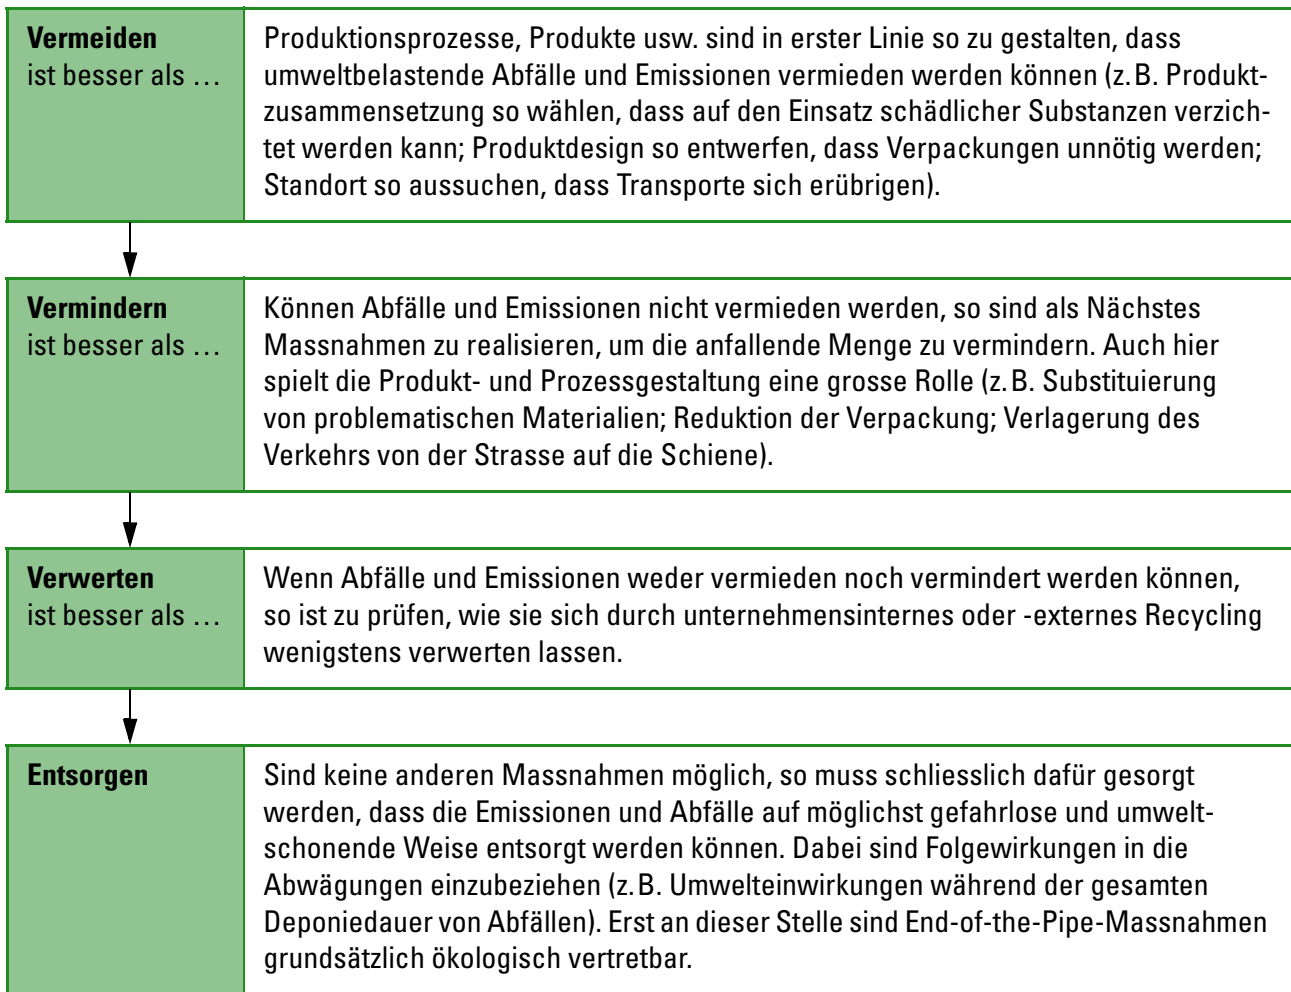 Vermeiden
ist besser als …
Produktionsprozesse, Produkte usw. sind in erster Linie so zu gestalten, dass
umweltbelastende Abfälle und Emissionen vermieden werden können (z. B. Produkt-
zusammensetzung so wählen, dass auf den Einsatz schädlicher Substanzen verzich-
tet werden kann; Produktdesign so entwerfen, dass Verpackungen unnötig werden;
Standort so aussuchen, dass Transporte sich erübrigen).
Vermindern
ist besser als …
Können Abfälle und Emissionen nicht vermieden werden, so sind als Nächstes
Massnahmen zu realisieren, um die anfallende Menge zu vermindern. Auch hier
spielt die Produkt- und Prozessgestaltung eine grosse Rolle (z. B. Substituierung
von problematischen Materialien; Reduktion der Verpackung; Verlagerung des
Verkehrs von der Strasse auf die Schiene).
Verwerten
ist besser als …
Wenn Abfälle und Emissionen weder vermieden noch vermindert werden können,
so ist zu prüfen, wie sie sich durch unternehmensinternes oder -externes Recycling
wenigstens verwerten lassen.
Entsorgen
Sind keine anderen Massnahmen möglich, so muss schliesslich dafür gesorgt
werden, dass die Emissionen und Abfälle auf möglichst gefahrlose und umwelt-
schonende Weise entsorgt werden können. Dabei sind Folgewirkungen in die
Abwägungen einzubeziehen (z. B. Umwelteinwirkungen während der gesamten
Deponiedauer von Abfällen). Erst an dieser Stelle sind End-of-the-Pipe-Massnahmen
grundsätzlich ökologisch vertretbar.